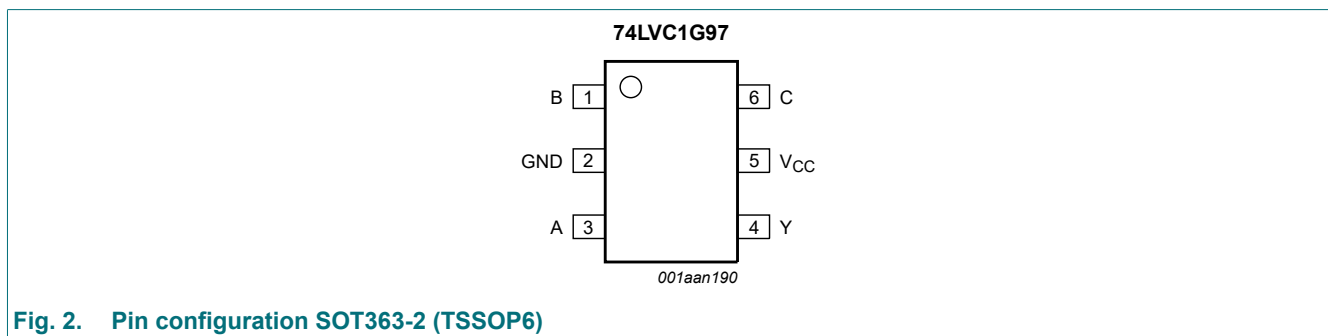 74LVC1G97
B 1 6 C
GND 2 5 VCC
A 3 4 Y
001aan190
Fig. 2. Pin configuration SOT363-2 (TSSOP6)